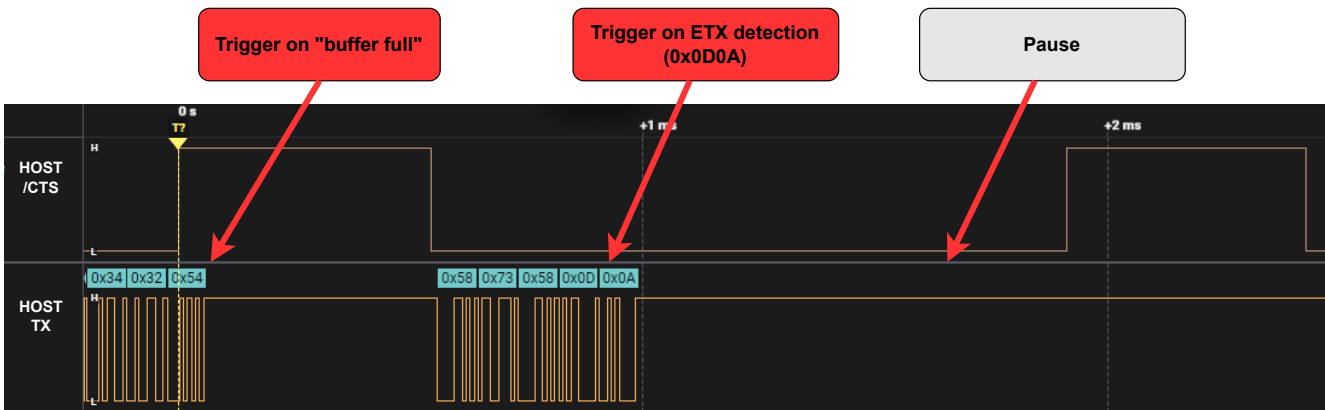 Trigger on "buffer full"
Trigger on ETX detection
(0x0D0A)
Pause
0 s
T?
+1 ms
+2 ms
HOST
/CTS
H
L
0x34 0x32 0x54
0x58 0x73 0x58 0x0D 0x0A
HOST
TX
H
L